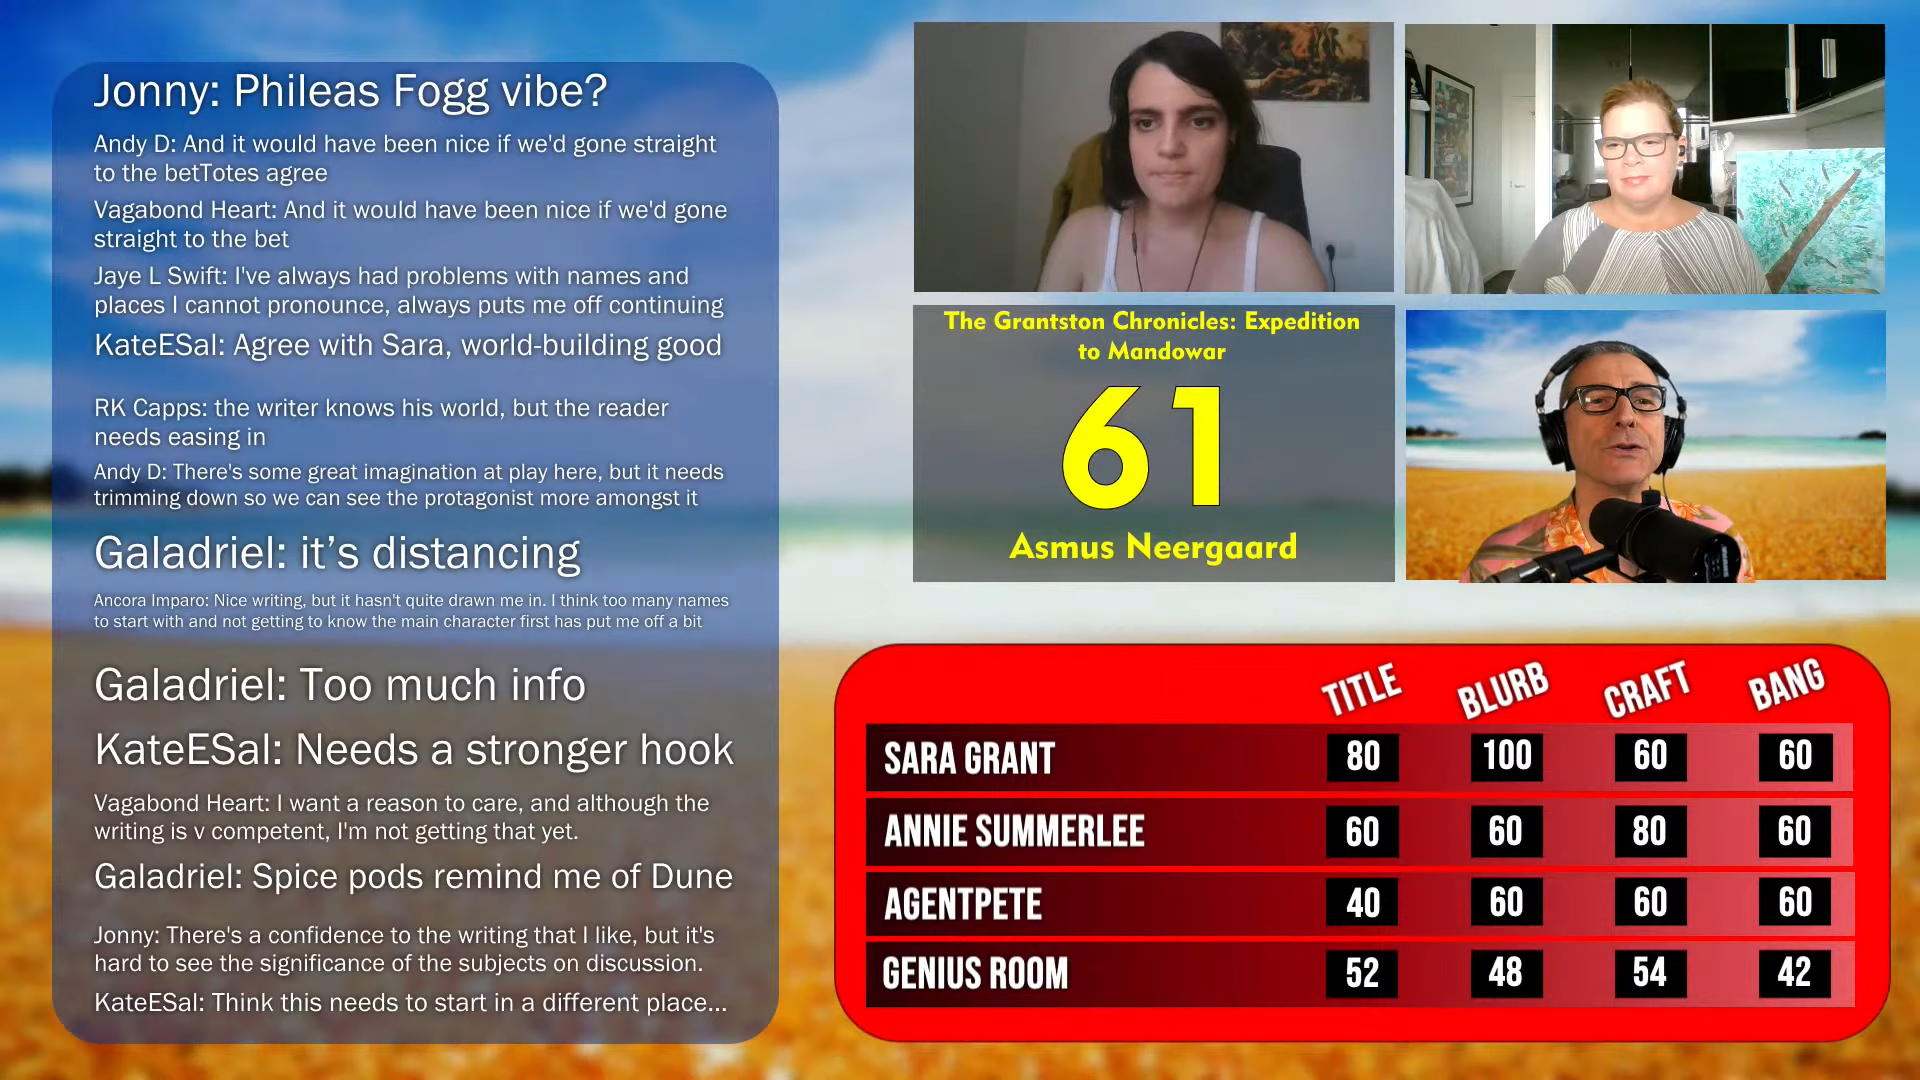 Jonny: Phileas Fogg vibe?
Andy D: And it would have been nice if we'd gone straight
to the betTotes agree
Vagabond Heart: And it would have been nice if we'd gone
straight to the bet
Jaye L Swift: I've always had problems with names and
places I cannot pronounce, always puts me off continuing
KateESal: Agree with Sara, world-building good
RK Capps: the writer knows his world, but the reader
needs easing in
Andy D: There's some great imagination at play here, but it needs
trimming down so we can see the protagonist more amongst it
Galadriel: it’s distancing
Ancora Imparo: Nice writing, but it hasn't quite drawn me in. I think too many names
to start with and not getting to know the main character first has put me off a bit
Galadriel: Too much info
KateESal: Needs a stronger hook
Vagabond Heart: I want a reason to care, and although the
writing is v competent, I'm not getting that yet.
Galadriel: Spice pods remind me of Dune
Jonny: There's a confidence to the writing that I like, but it's
hard to see the significance of the subjects on discussion.
KateESal: Think this needs to start in a different place...
The Grantston Chronicles: Expedition
to Mandowar
61
Asmus Neergaard
TITLE BLURB CRAFT BANG
SARA GRANT 80 100 60 60
ANNIE SUMMERLEE 60 60 80 60
AGENTPETE 40 60 60 60
GENIUS ROOM 52 48 54 42